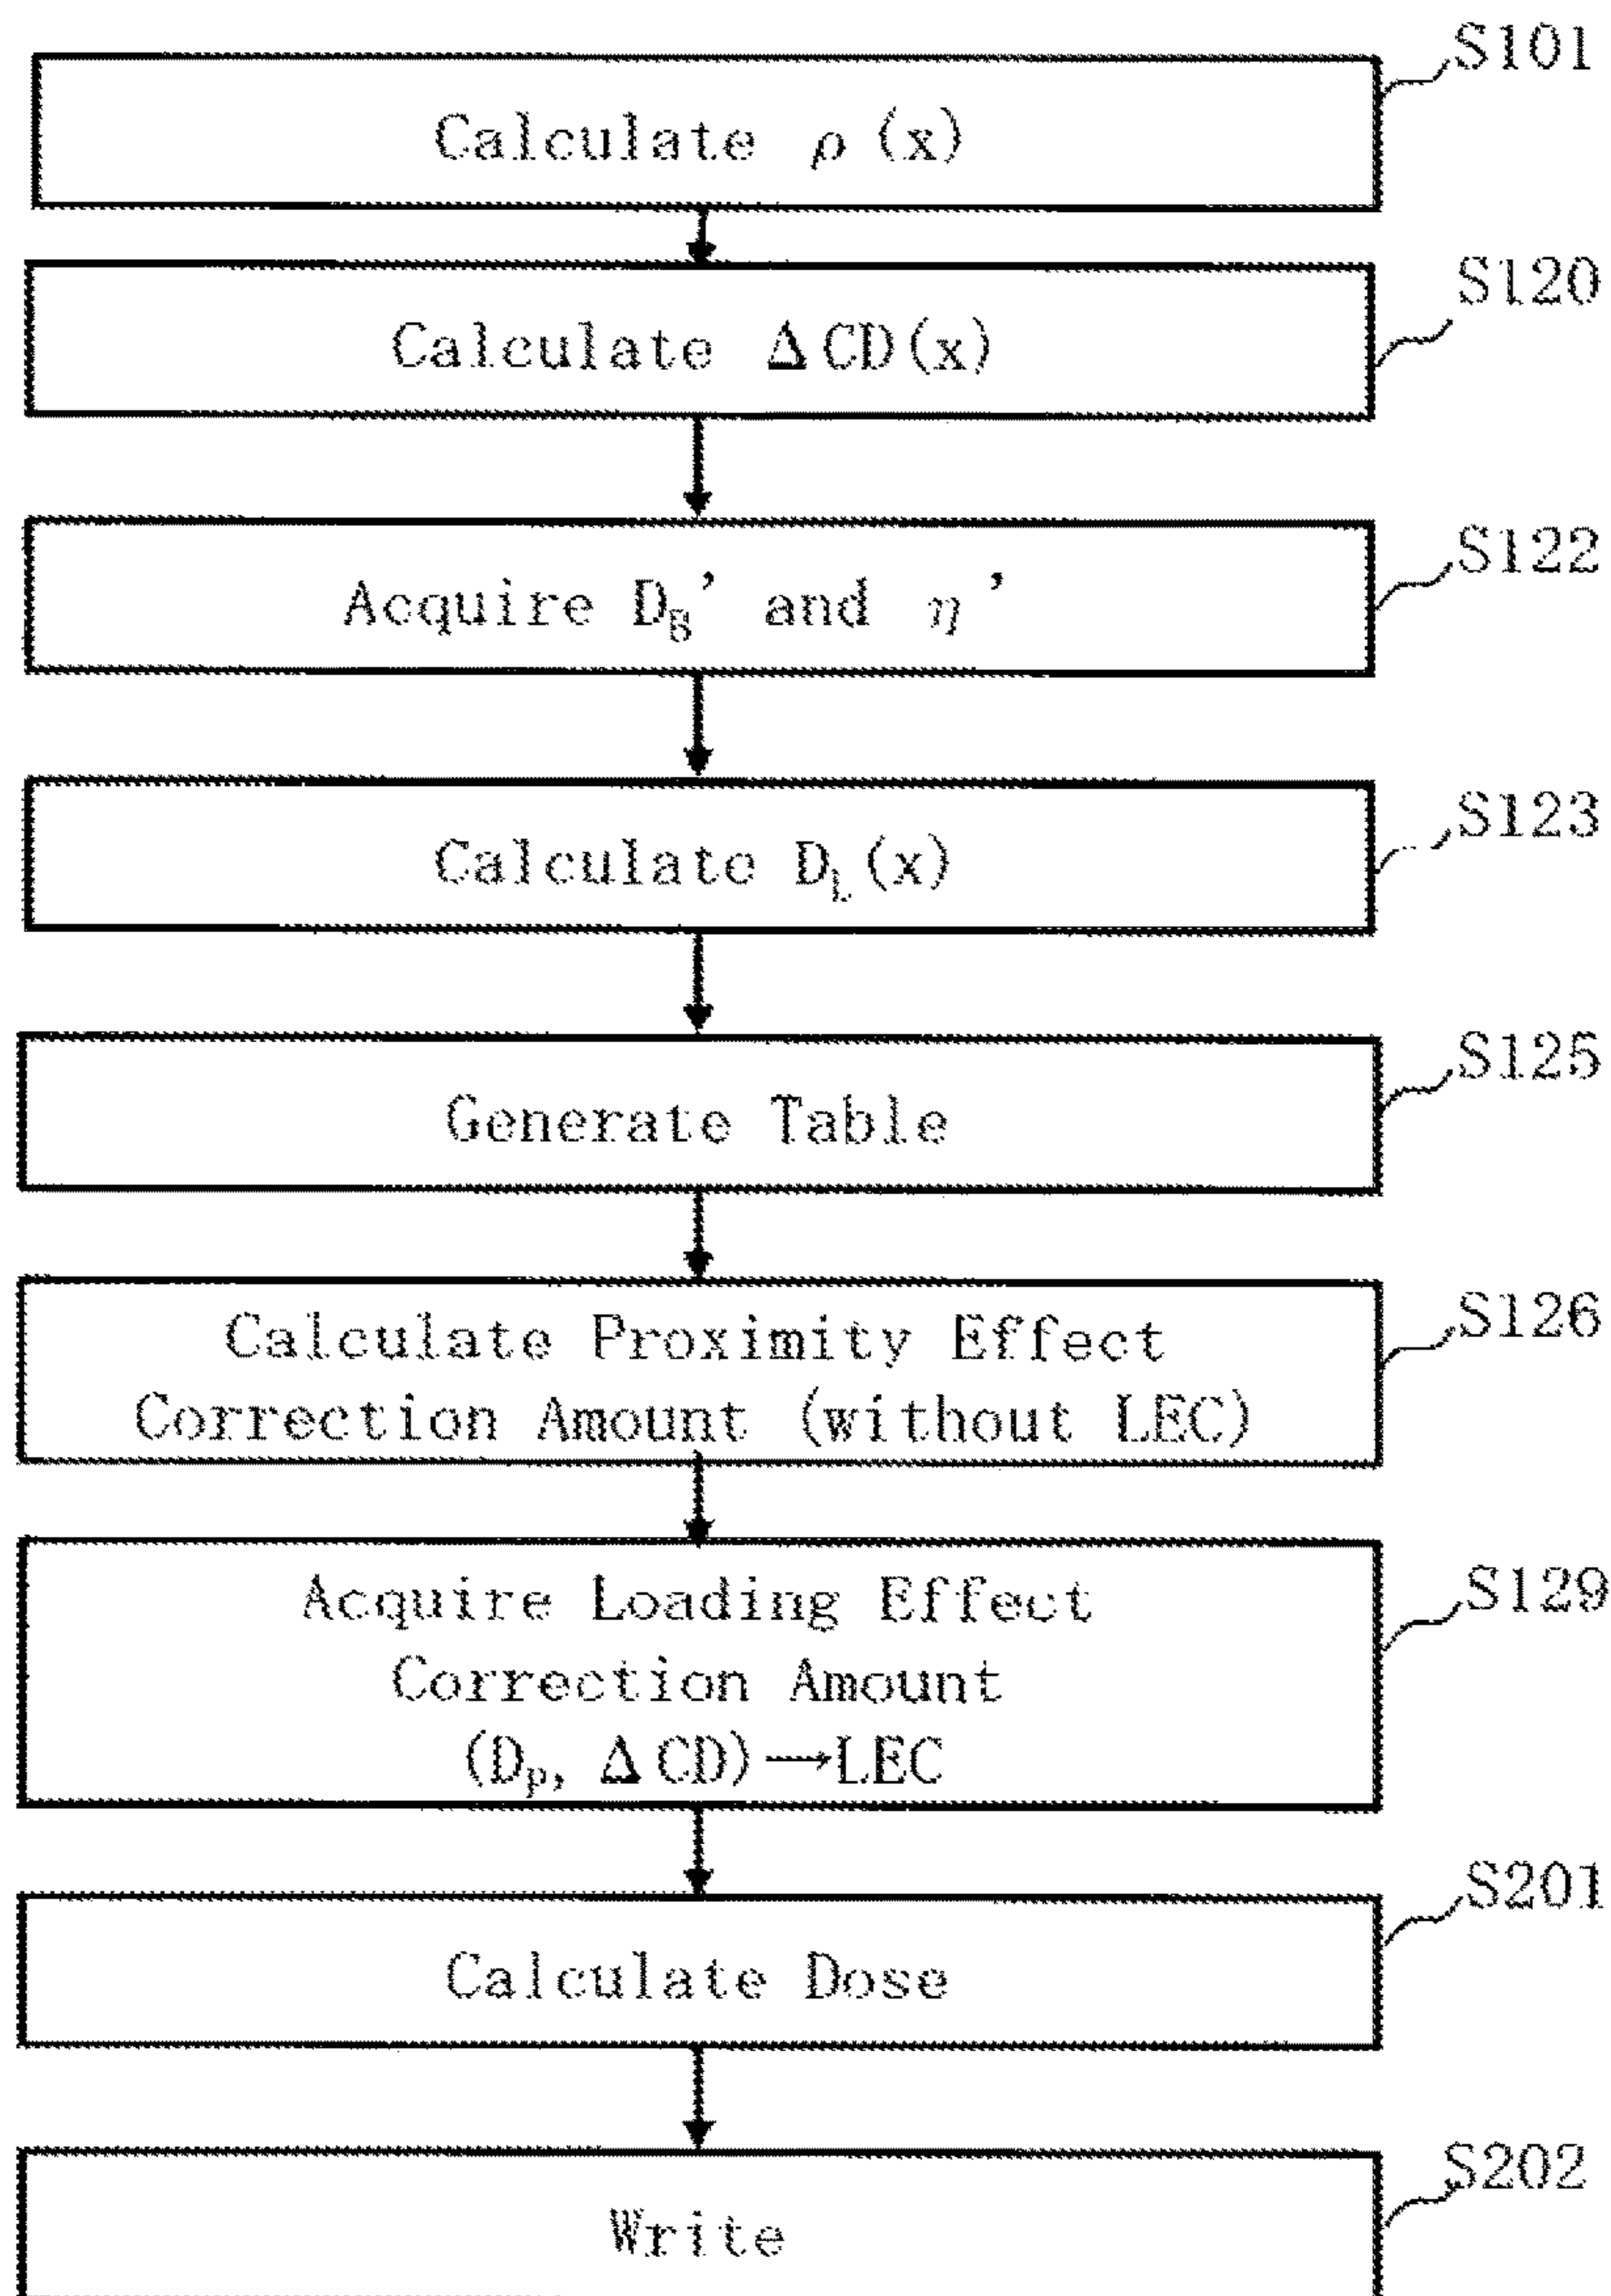 S101
Calculate ρ(x)
S120
Calculate ΔCD(x)
S122
Acquire D_B' and η'
S123
Calculate D_L(x)
S125
Generate Table
S126
Calculate Proximity Effect
Correction Amount (without LEC)
S129
Acquire Loading Effect
Correction Amount
(D_p, ΔCD)→LEC
S201
Calculate Dose
S202
Write